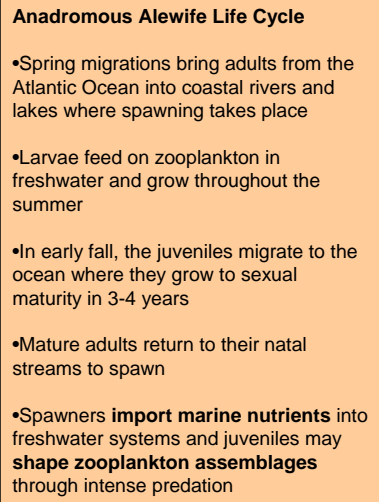 Anadromous Alewife Life Cycle
•Spring migrations bring adults from the
Atlantic Ocean into coastal rivers and
lakes where spawning takes place
•Larvae feed on zooplankton in
freshwater and grow throughout the
summer
•In early fall, the juveniles migrate to the
ocean where they grow to sexual
maturity in 3-4 years
•Mature adults return to their natal
streams to spawn
•Spawners import marine nutrients into
freshwater systems and juveniles may
shape zooplankton assemblages
through intense predation